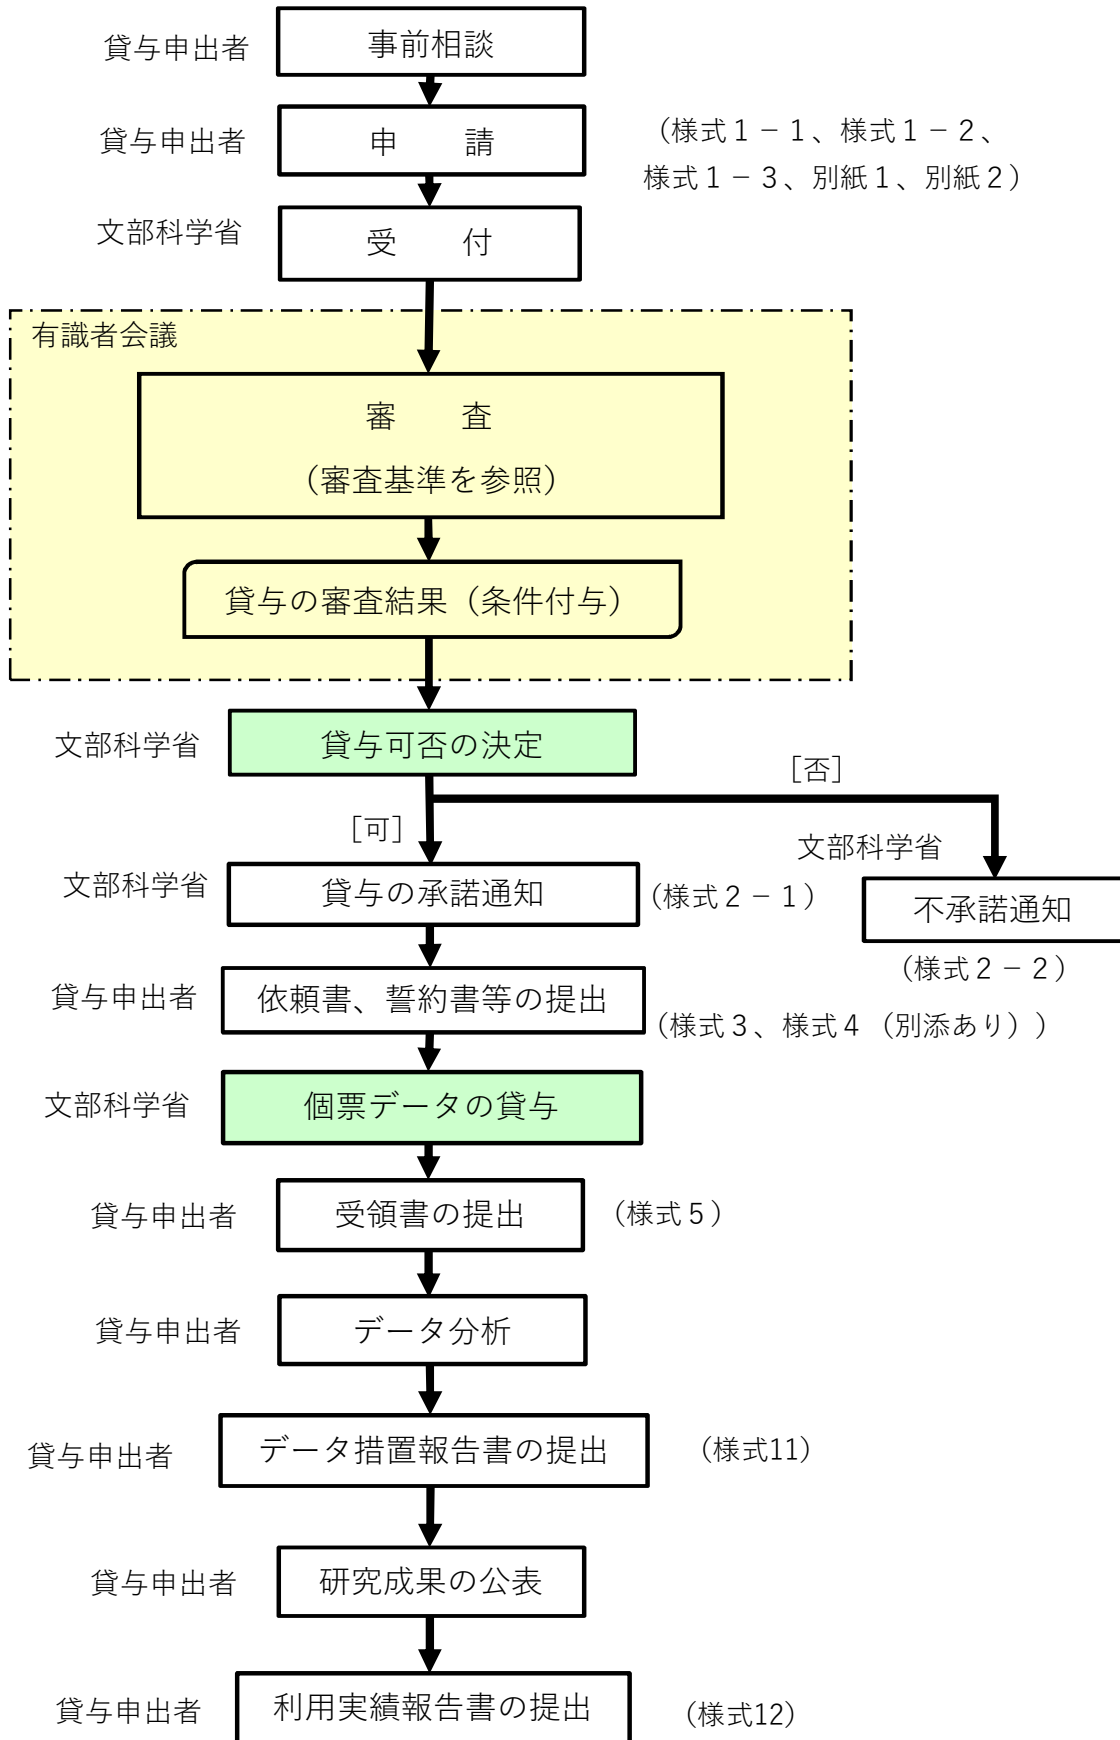 貸与申出者 事前相談
貸与申出者 申　　請 （様式１－１、様式１－２、
様式１－３、別紙１、別紙２）
文部科学省 受　　付
有識者会議
審　　査
（審査基準を参照）
貸与の審査結果（条件付与）
文部科学省 貸与可否の決定
［否］
［可］
文部科学省
文部科学省 貸与の承諾通知 （様式２－１） 不承諾通知
（様式２－２）
貸与申出者 依頼書、誓約書等の提出 （様式３、様式４（別添あり））
文部科学省 個票データの貸与
貸与申出者 受領書の提出 （様式５）
貸与申出者 データ分析
貸与申出者 データ措置報告書の提出 （様式11）
貸与申出者 研究成果の公表
貸与申出者 利用実績報告書の提出 （様式12）